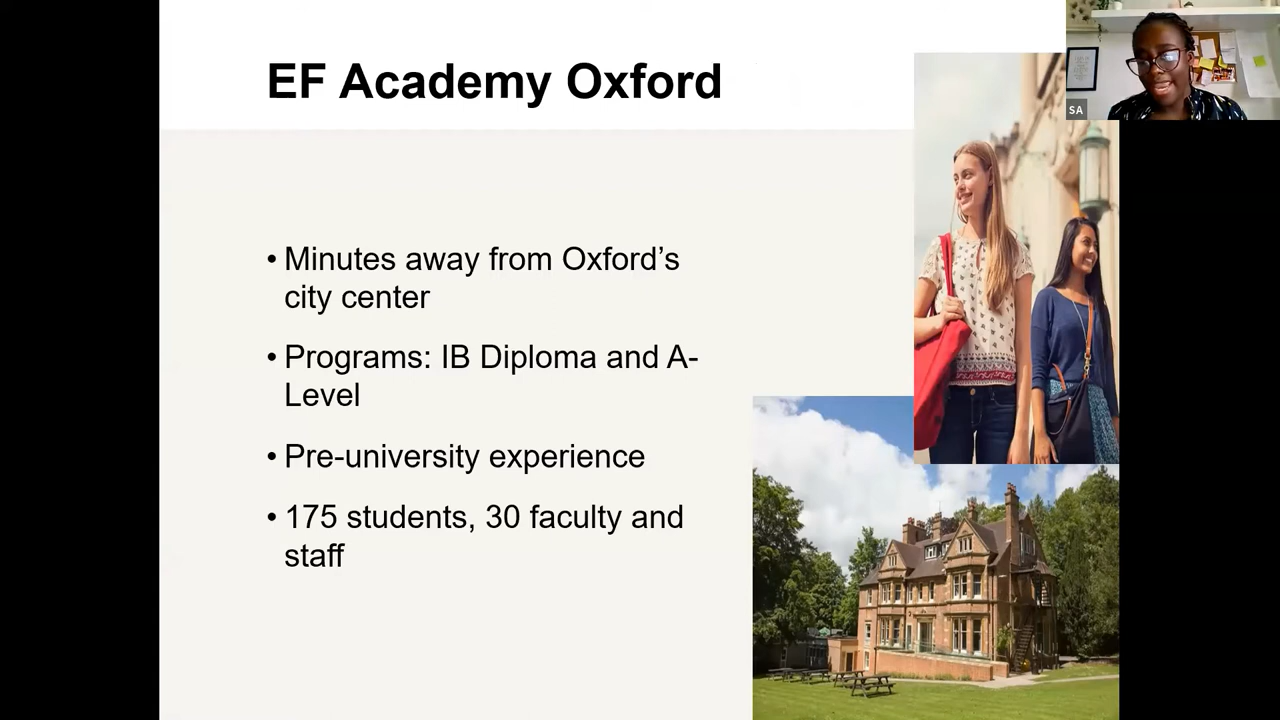 EF Academy Oxford
SA
• Minutes away from Oxford’s
city center
• Programs: IB Diploma and A-
Level
• Pre-university experience
• 175 students, 30 faculty and
staff